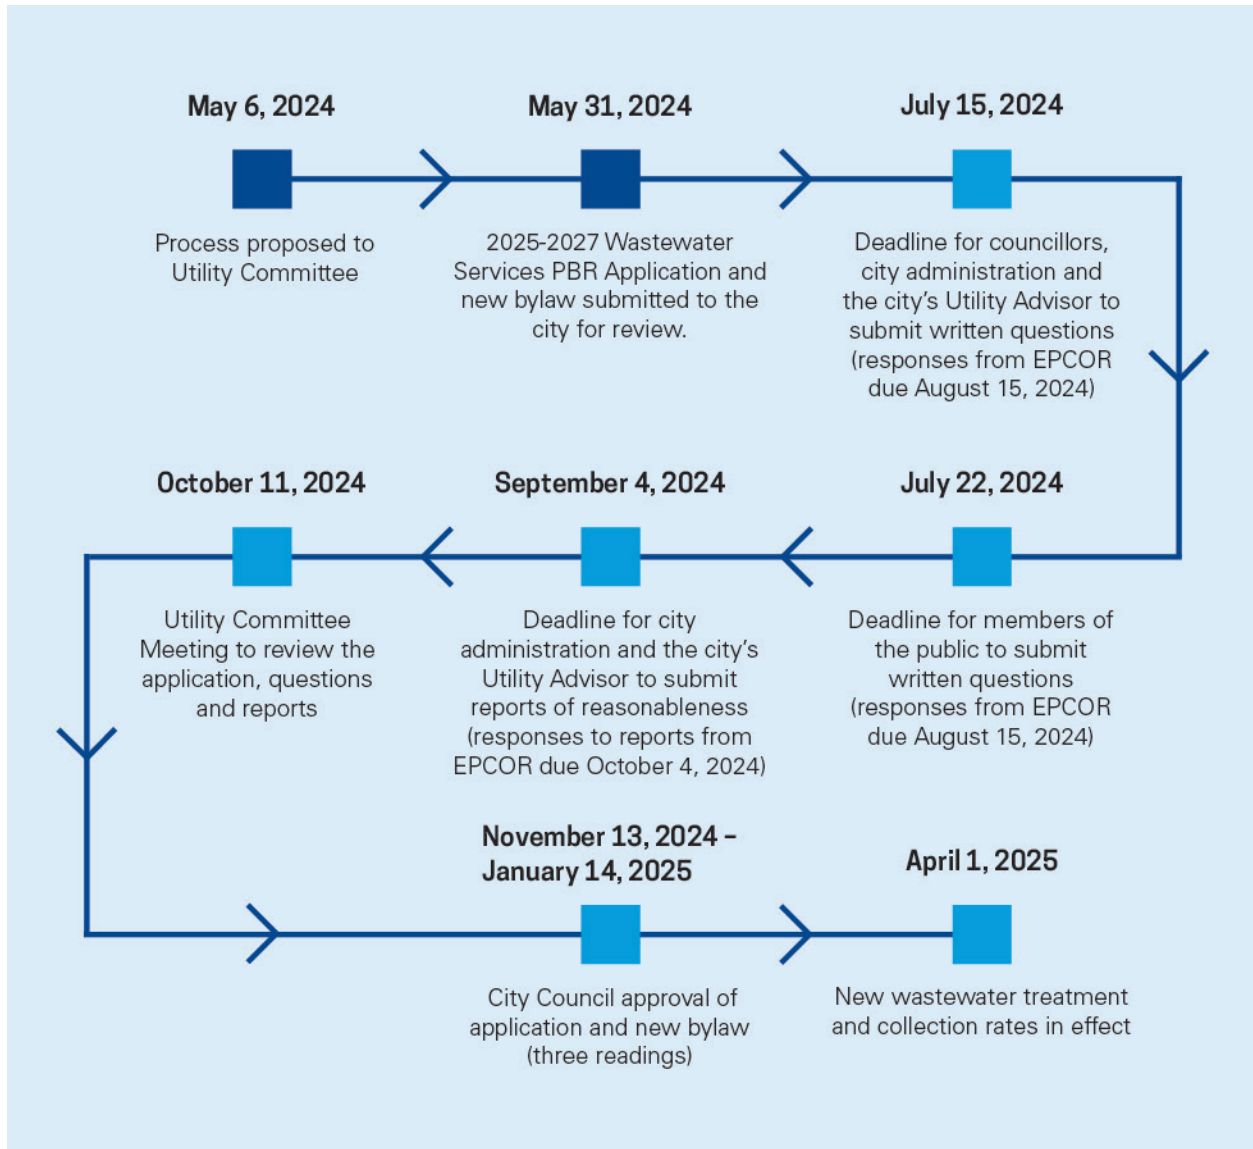 May 6, 2024
Process proposed to
Utility Committee
May 31, 2024
2025-2027 Wastewater
Services PBR Application and
new bylaw submitted to the
city for review.
July 15, 2024
Deadline for councillors,
city administration and
the city’s Utility Advisor to
submit written questions
(responses from EPCOR
due August 15, 2024)
July 22, 2024
Deadline for members of
the public to submit
written questions
(responses from EPCOR
due August 15, 2024)
September 4, 2024
Deadline for city
administration and the city’s
Utility Advisor to submit
reports of reasonableness
(responses to reports from
EPCOR due October 4, 2024)
October 11, 2024
Utility Committee
Meeting to review the
application, questions
and reports
November 13, 2024 –
January 14, 2025
City Council approval of
application and new bylaw
(three readings)
April 1, 2025
New wastewater treatment
and collection rates in effect